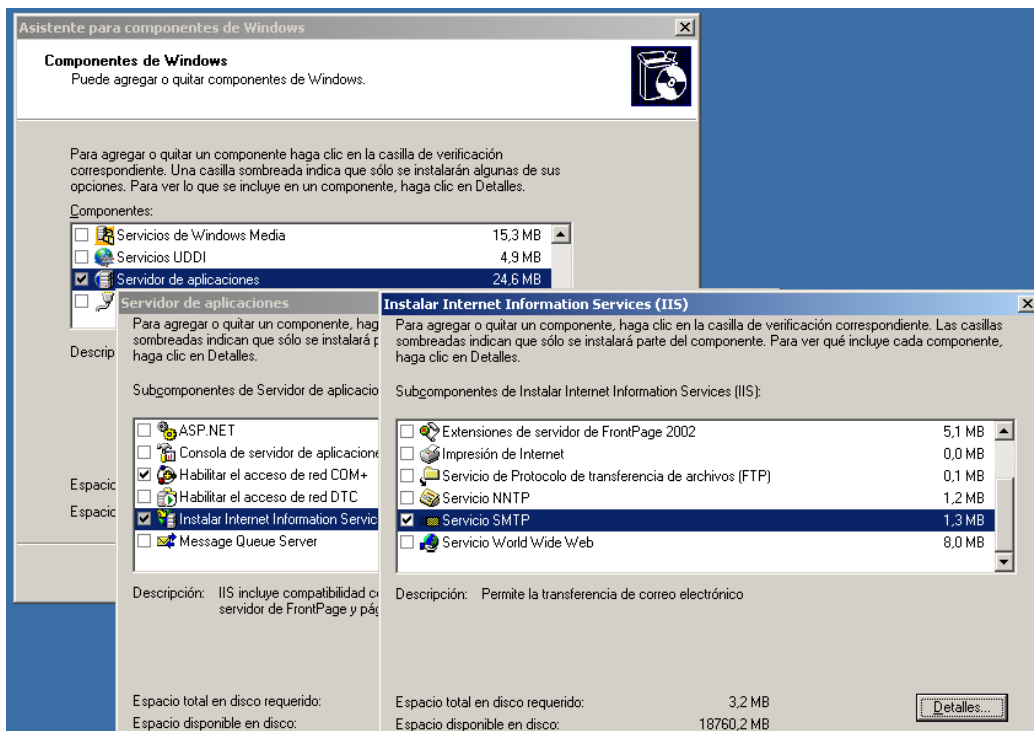 Asistente para componentes de Windows
Componentes de Windows
Puede agregar o quitar componentes de Windows.
Para agregar o quitar un componente haga clic en la casilla de verificación
correspondiente. Una casilla sombreada indica que sólo se instalarán algunas de sus
opciones. Para ver lo que se incluye en un componente, haga clic en Detalles.
Componentes:
Servicios de Windows Media 15,3 MB
Servicios UDDI 4,9 MB
Servidor de aplicaciones 24,6 MB
Descrip
Espacio
Espacio
Servidor de aplicaciones
Para agregar o quitar un componente, hag
sombreadas indican que sólo se instalará p
haga clic en Detalles.
Subcomponentes de Servidor de aplicacio
ASP.NET
Consola de servidor de aplicacione
Habilitar el acceso de red COM+
Habilitar el acceso de red DTC
Instalar Internet Information Servic
Message Queue Server
Descripción: IIS incluye compatibilidad co
servidor de FrontPage y pág
Espacio total en disco requerido:
Espacio disponible en disco:
Instalar Internet Information Services (IIS)
Para agregar o quitar un componente, haga clic en la casilla de verificación correspondiente. Las casillas
sombreadas indican que sólo se instalará parte del componente. Para ver qué incluye cada componente,
haga clic en Detalles.
Subcomponentes de Instalar Internet Information Services (IIS):
Extensiones de servidor de FrontPage 2002 5,1 MB
Impresión de Internet 0,0 MB
Servicio de Protocolo de transferencia de archivos (FTP) 0,1 MB
Servicio NNTP 1,2 MB
Servicio SMTP 1,3 MB
Servicio World Wide Web 8,0 MB
Descripción: Permite la transferencia de correo electrónico
Espacio total en disco requerido: 3,2 MB
Espacio disponible en disco: 18760,2 MB
Detalles...